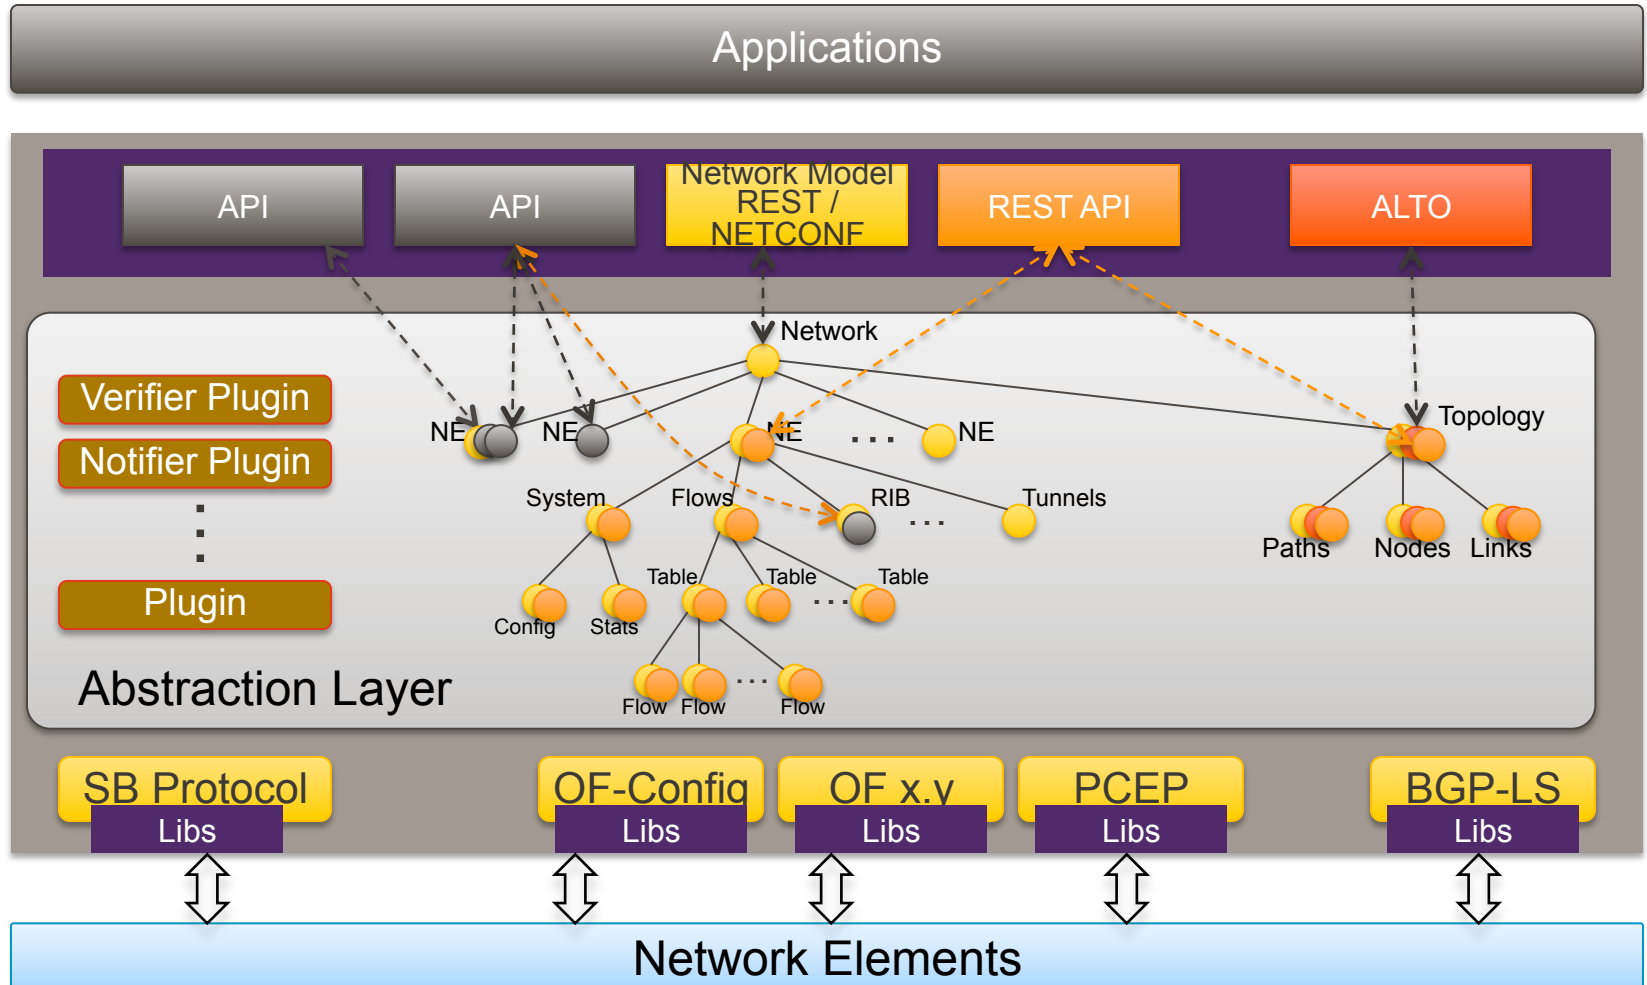 Applications
API
API
Network Model
REST /
NETCONF
REST API
ALTO
Network
Verifier Plugin
Notifier Plugin
Plugin
NE
NE
NE
... NE
Topology
System
Flows
RIB
...
Tunnels
Paths
Nodes
Links
Table
Table
...
Table
Config
Stats
Flow
Flow
...
Flow
Abstraction Layer
SB Protocol
Libs
OF-Config
Libs
OF x.y
Libs
PCEP
Libs
BGP-LS
Libs
Network Elements